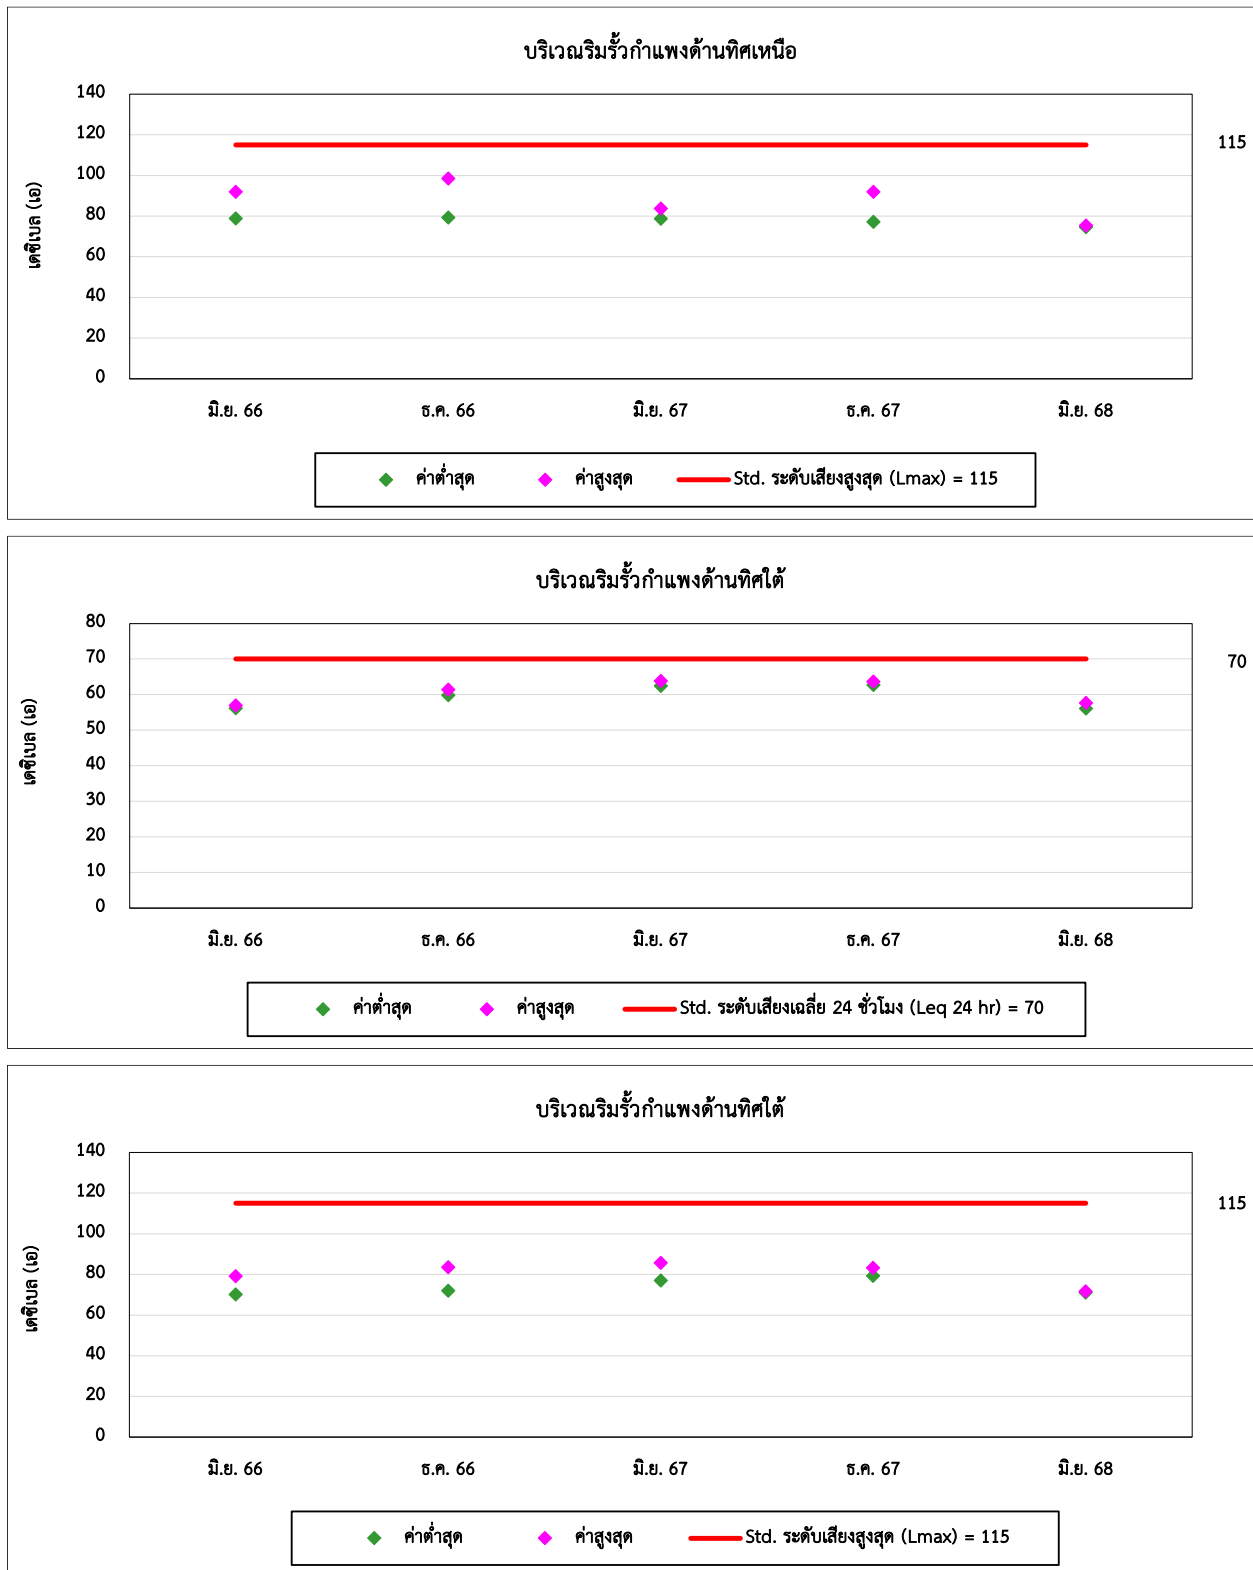 บริเวณริมรั้วกำแพงด้านทิศเหนือ
140
120
115
100
80
60
40
20
0
เดซิเบล (เอ)
มิ.ย. 66 ธ.ค. 66 มิ.ย. 67 ธ.ค. 67 มิ.ย. 68
ค่าต่ำสุด ค่าสูงสุด Std. ระดับเสียงสูงสุด (Lmax) = 115
บริเวณริมรั้วกำแพงด้านทิศใต้
80
70
70
60
50
40
30
20
10
0
เดซิเบล (เอ)
มิ.ย. 66 ธ.ค. 66 มิ.ย. 67 ธ.ค. 67 มิ.ย. 68
ค่าต่ำสุด ค่าสูงสุด Std. ระดับเสียงเฉลี่ย 24 ชั่วโมง (Leq 24 hr) = 70
บริเวณริมรั้วกำแพงด้านทิศใต้
140
120
115
100
80
60
40
20
0
เดซิเบล (เอ)
มิ.ย. 66 ธ.ค. 66 มิ.ย. 67 ธ.ค. 67 มิ.ย. 68
ค่าต่ำสุด ค่าสูงสุด Std. ระดับเสียงสูงสุด (Lmax) = 115